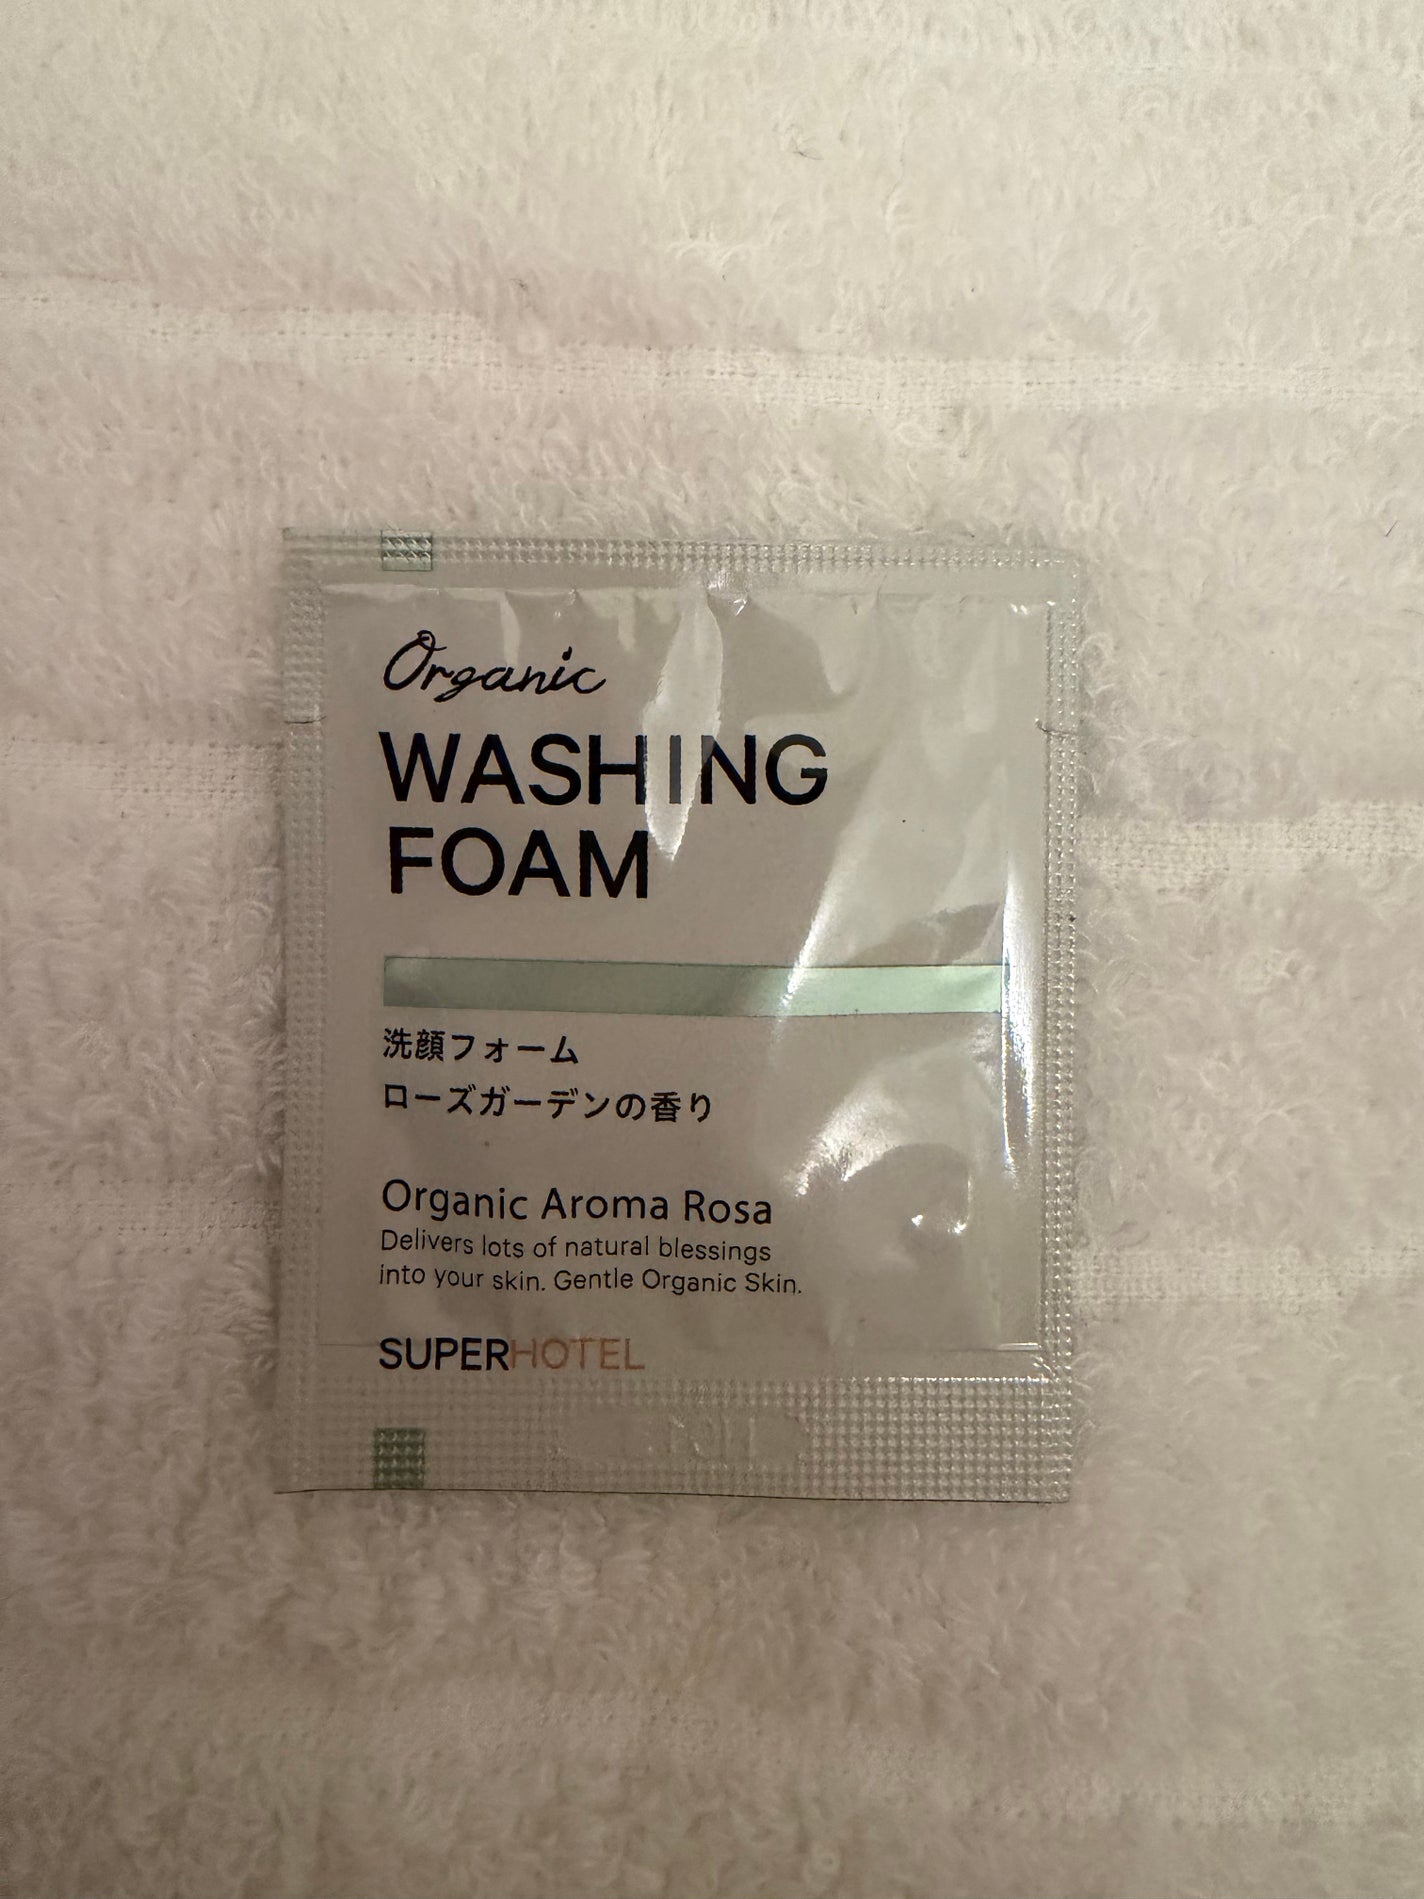 Organic
WASHING
FOAM
洗顔フォーム
ローズガーデンの香り
Organic Aroma Rosa
Delivers lots of natural blessings
into your skin. Gentle Organic Skin.
SUPERHOTEL